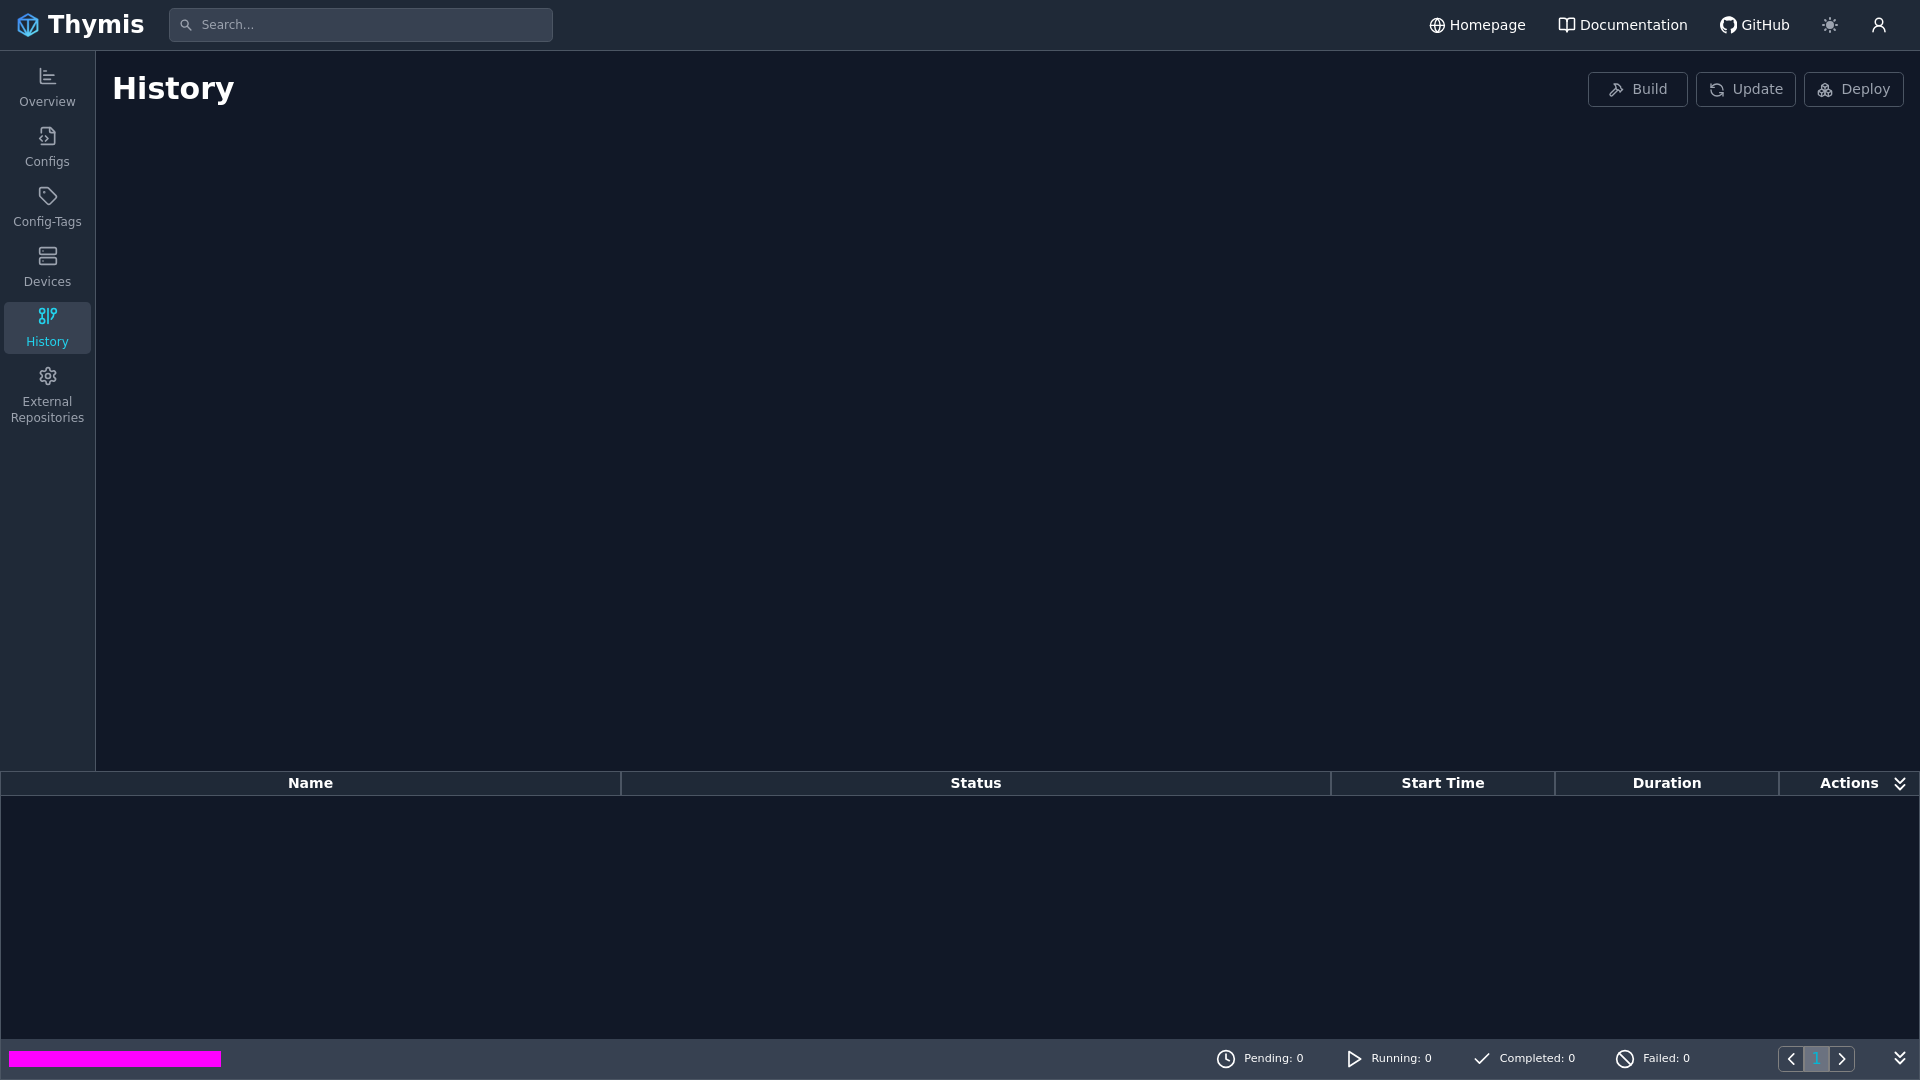 Thymis
Search...
Homepage
Documentation
GitHub
Overview
Configs
Config-Tags
Devices
History
External
Repositories
History
Build
Update
Deploy
Name
Status
Start Time
Duration
Actions
Pending: 0
Running: 0
Completed: 0
Failed: 0
1